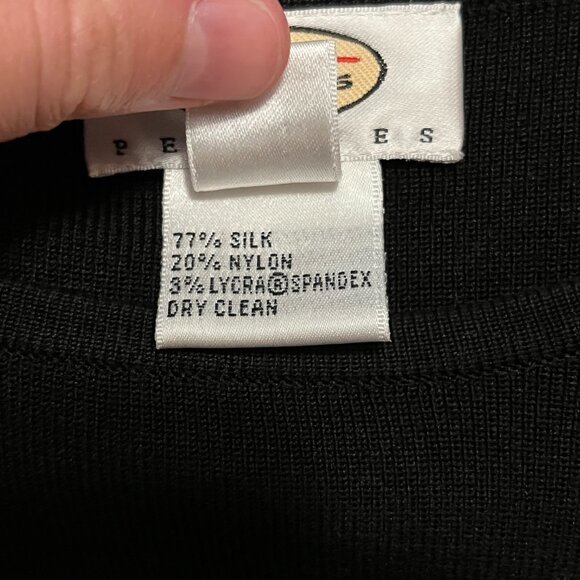 S
P E E S
77% SILK
20% NYLON
3% LYCRA®SPANDEX
DRY CLEAN